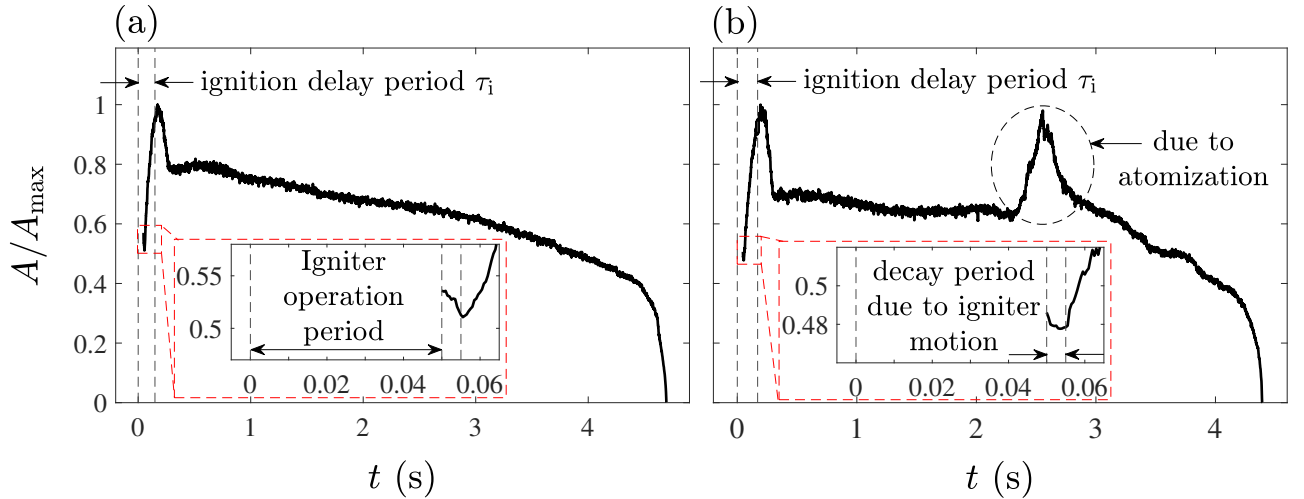 (a)
ignition delay period τi
A/Amax
1
0.8
0.6
0.4
0.2
0
Igniter
operation
period
0.55
0.5
0 0.02 0.04 0.06
0 1 2 3 4
t (s)
(b)
ignition delay period τi
due to
atomization
decay period
due to igniter
motion
0.5
0.48
0 0.02 0.04 0.06
0 1 2 3 4
t (s)